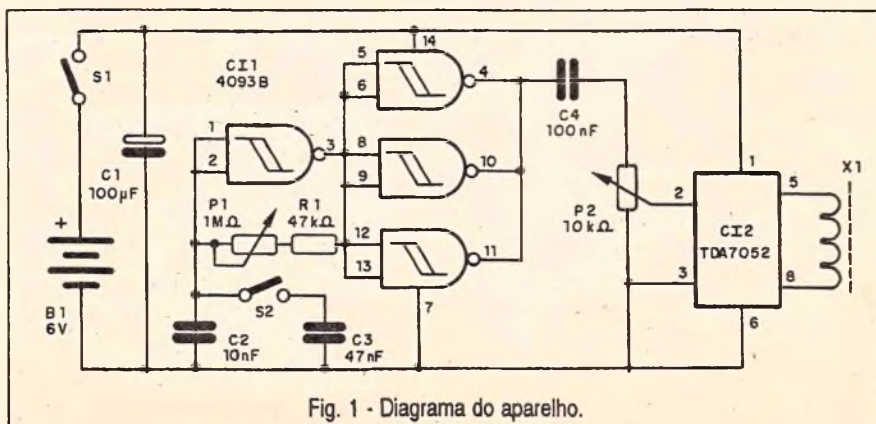 S1
C1
100µF
+
B1
6V
CI1
4093B
1
2
3
P1
1MΩ
R1
47kΩ
S2
C2
10nF
C3
47nF
14
5
6
4
8
9
10
12
13
11
7
C4
100nF
P2
10kΩ
1
2
3
CI2
TDA7052
5
8
6
X1
Fig. 1 - Diagrama do aparelho.